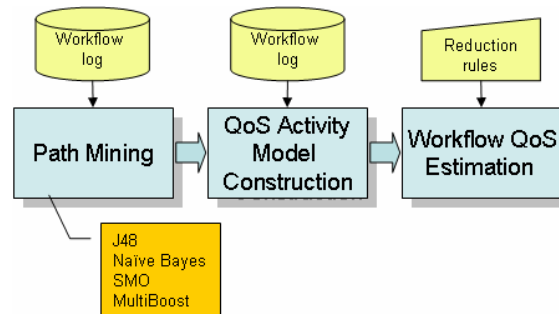 Workflow
log
Workflow
log
Reduction
rules
Path Mining
QoS Activity
Model
Construction
Workflow QoS
Estimation
J48
Naïve Bayes
SMO
MultiBoost